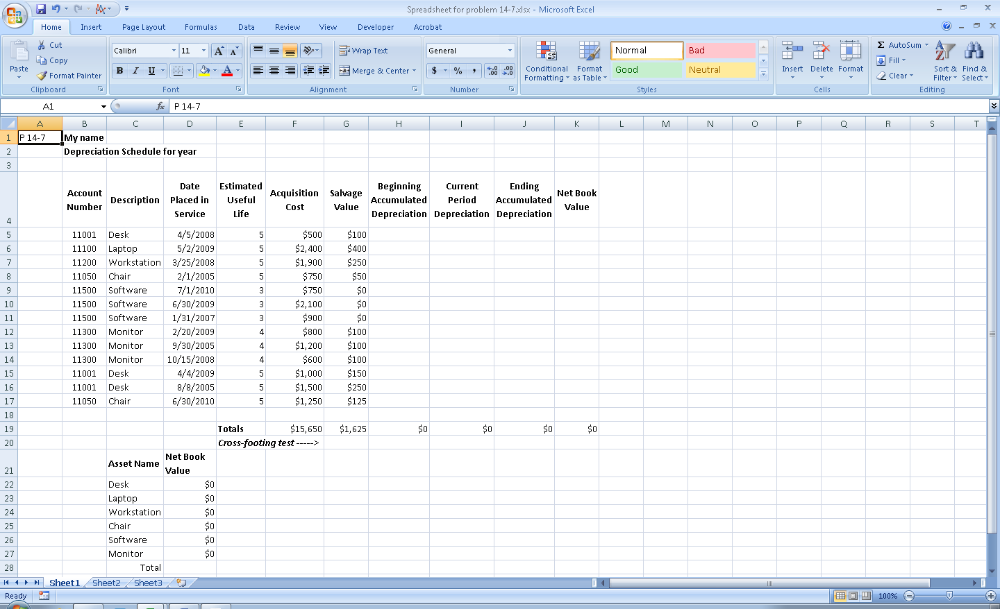 Spreadsheet for problem 14-7.xlsx - Microsoft Excel
Home Insert Page Layout Formulas Data Review View Developer Acrobat
Paste Cut Copy Format Painter Clipboard
Calibri 11 B I U A A A Font
Wrap Text Merge & Center Alignment
General $ % , .00 .00 Number
Conditional Formatting Format as Table Normal Bad Good Neutral Styles
Insert Delete Format Cells
Σ AutoSum Fill Clear Sort & Filter Find & Select Editing
A1 fx P 14-7
A B C D E F G H I J K L M N O P Q R S T
1 P 14-7 My name
2 Depreciation Schedule for year
3
4 Account Number Description Date Placed in Service Estimated Useful Life Acquisition Cost Salvage Value Beginning Accumulated Depreciation Current Period Depreciation Ending Accumulated Depreciation Net Book Value
5 11001 Desk 4/5/2008 5 $500 $100
6 11100 Laptop 5/2/2009 5 $2,400 $400
7 11200 Workstation 3/25/2008 5 $1,900 $250
8 11050 Chair 2/1/2005 5 $750 $50
9 11500 Software 7/1/2010 3 $750 $0
10 11500 Software 6/30/2009 3 $2,100 $0
11 11500 Software 1/31/2007 3 $900 $0
12 11300 Monitor 2/20/2009 4 $800 $100
13 11300 Monitor 9/30/2005 4 $1,200 $100
14 11300 Monitor 10/15/2008 4 $600 $100
15 11001 Desk 4/4/2009 5 $1,000 $150
16 11001 Desk 8/8/2005 5 $1,500 $250
17 11050 Chair 6/30/2010 5 $1,250 $125
18
19 Totals $15,650 $1,625 $0 $0 $0 $0
20 Cross-footing test ----->
21 Asset Name Net Book Value
22 Desk $0
23 Laptop $0
24 Workstation $0
25 Chair $0
26 Software $0
27 Monitor $0
28 Total
Sheet1 Sheet2 Sheet3
Ready 100%